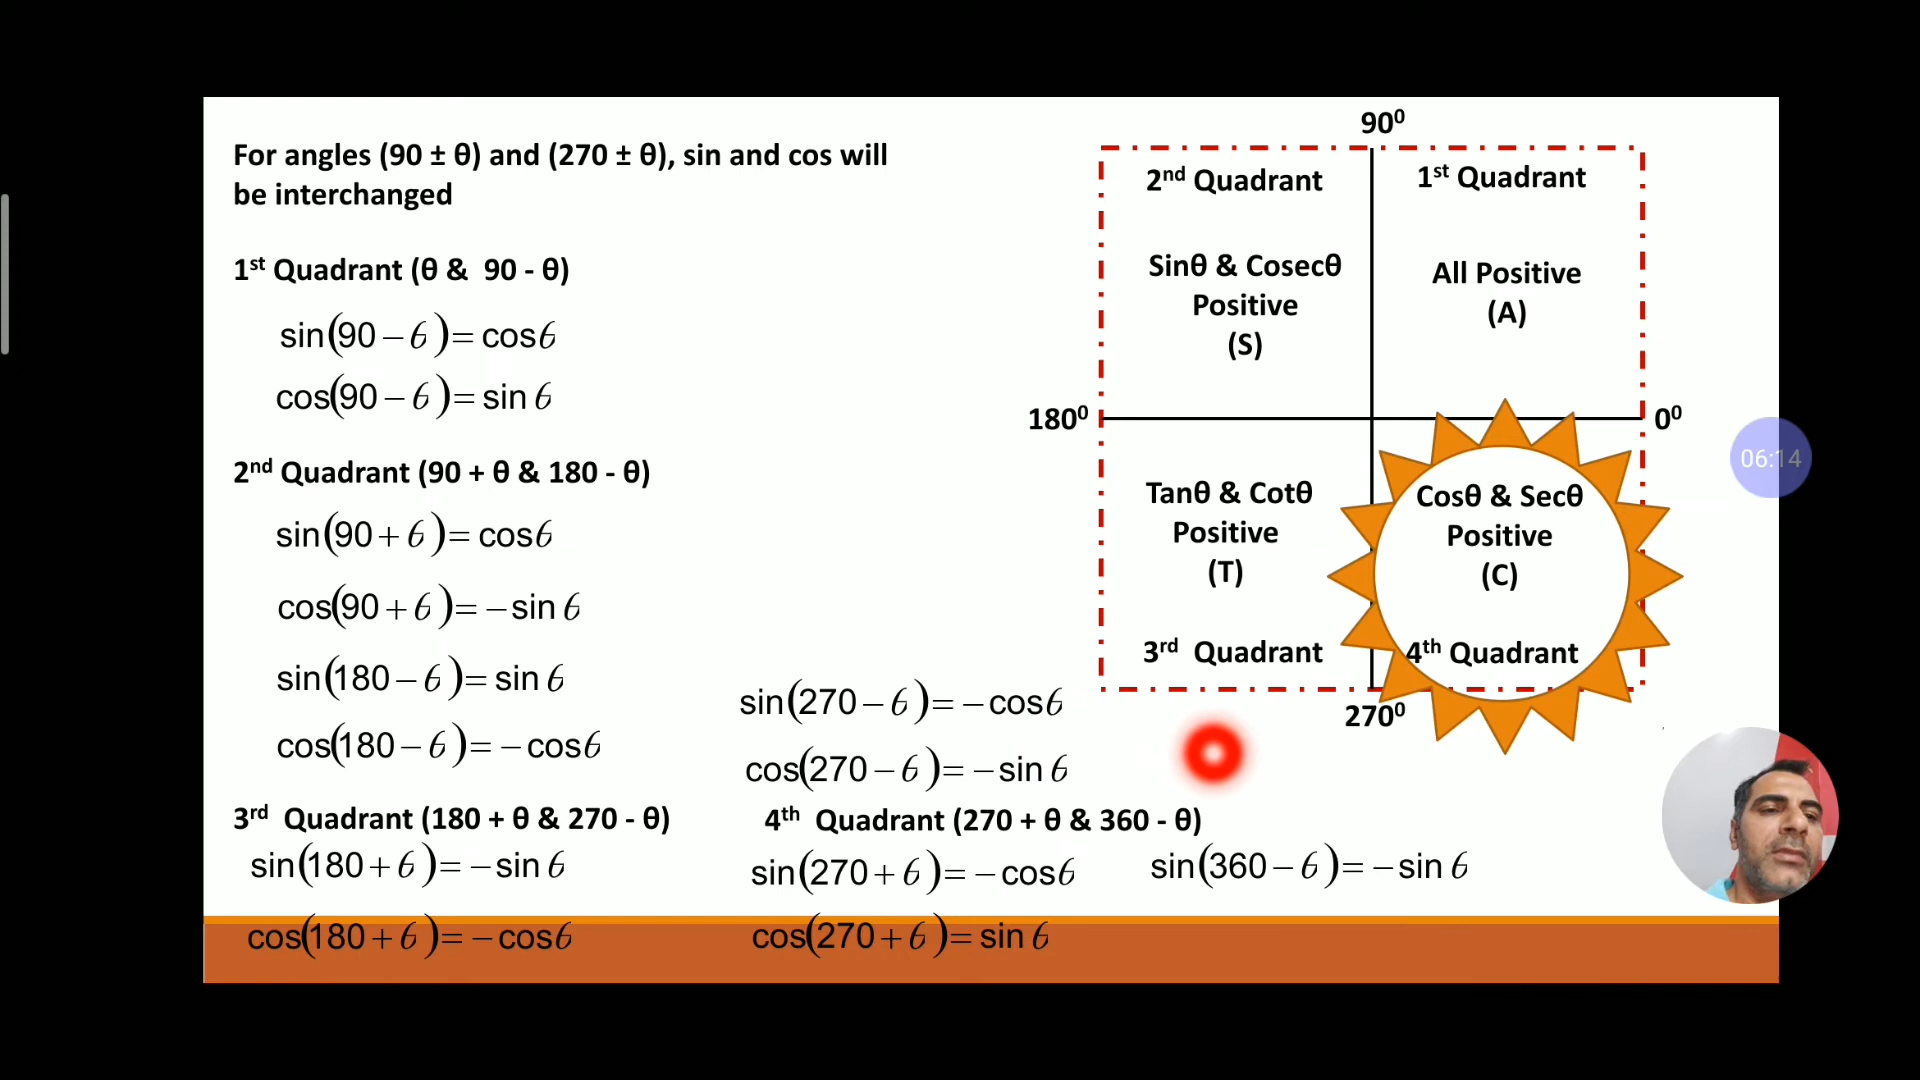 For angles (90 ± θ) and (270 ± θ), sin and cos will
be interchanged
1st Quadrant (θ & 90 - θ)
sin(90 − θ) = cosθ
cos(90 − θ) = sin θ
2nd Quadrant (90 + θ & 180 - θ)
sin(90 + θ) = cosθ
cos(90 + θ) = − sin θ
sin(180 − θ) = sin θ
cos(180 − θ) = − cosθ
3rd Quadrant (180 + θ & 270 - θ)
sin(180 + θ) = − sin θ
cos(180 + θ) = − cosθ
sin(270 − θ) = − cosθ
cos(270 − θ) = − sin θ
4th Quadrant (270 + θ & 360 - θ)
sin(270 + θ) = − cosθ
cos(270 + θ) = sin θ
sin(360 − θ) = − sin θ
90⁰
2nd Quadrant
Sinθ & Cosecθ
Positive
(S)
1st Quadrant
All Positive
(A)
180⁰
0⁰
Tanθ & Cotθ
Positive
(T)
3rd Quadrant
Cosθ & Secθ
Positive
(C)
4th Quadrant
270⁰
06:14